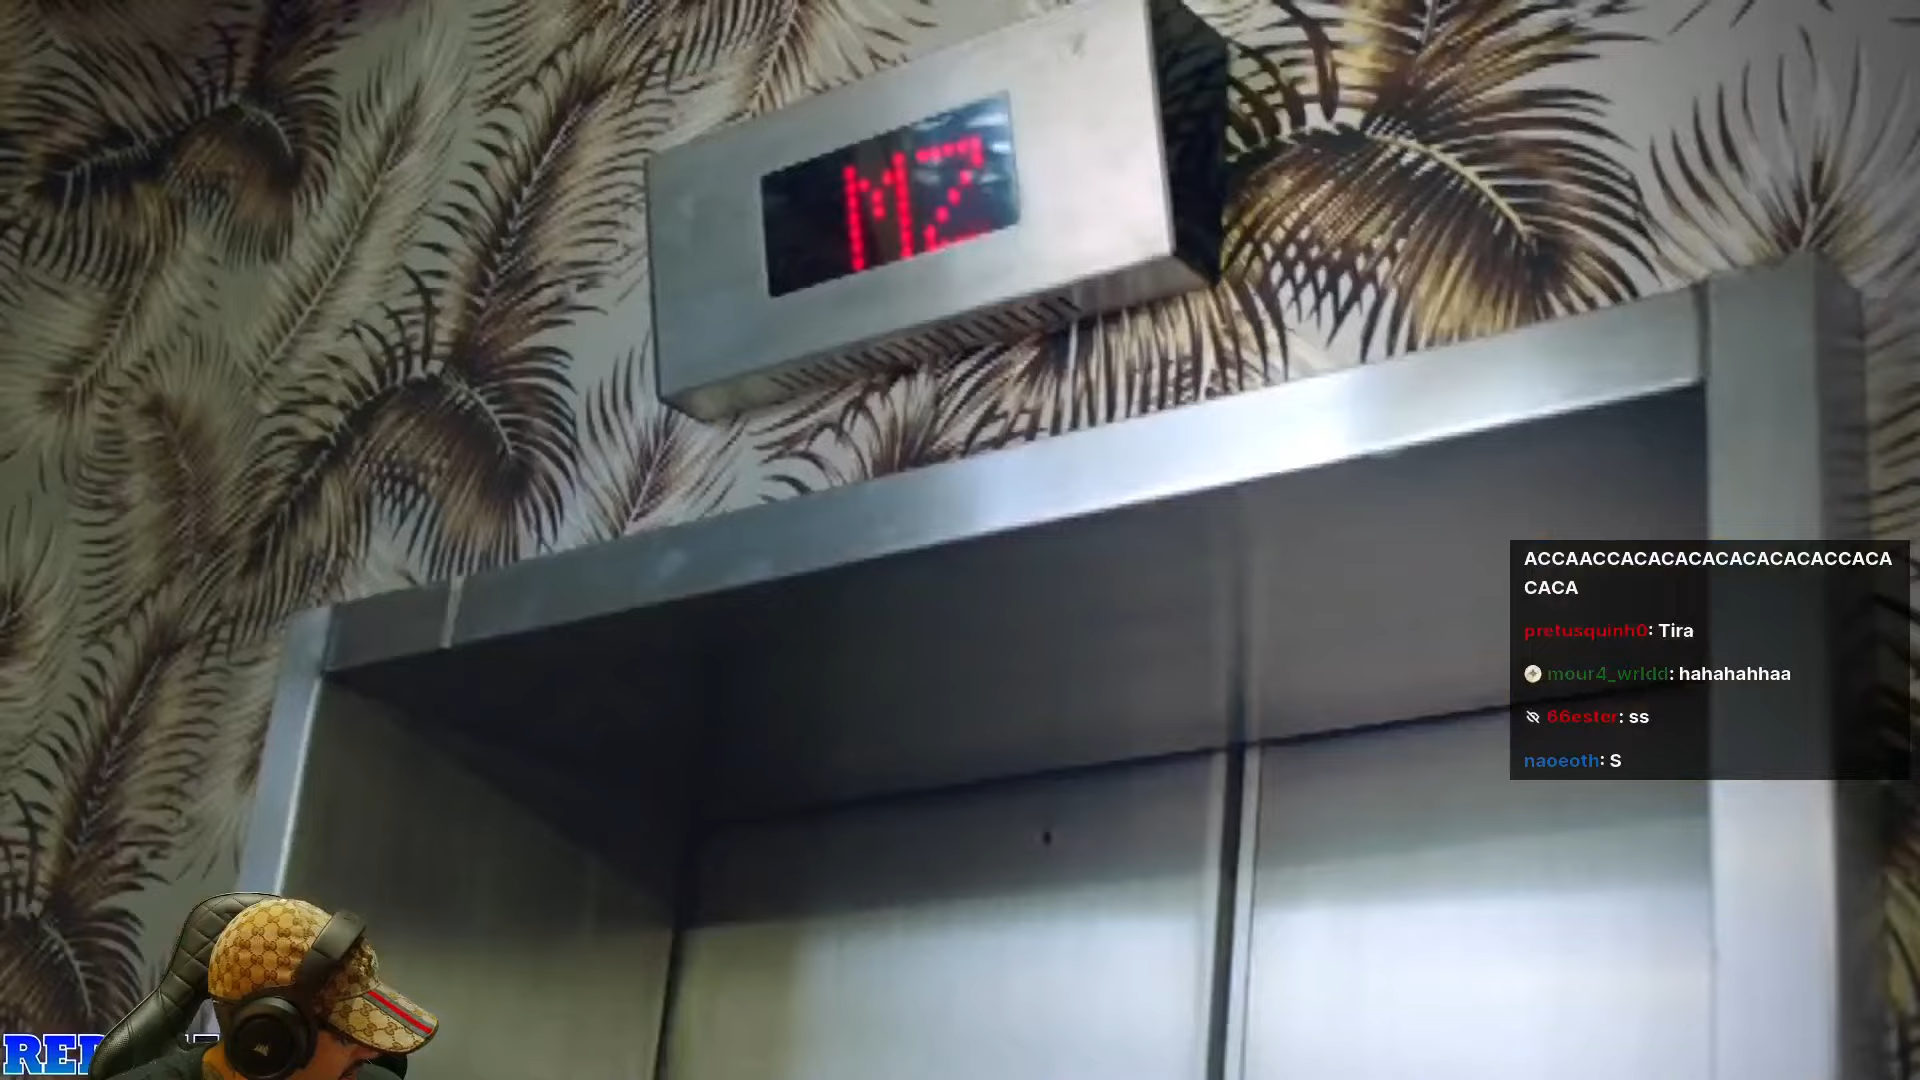 M2
ACCAACCACACACACACACACACCACA
CACA
pretusquinh0: Tira
mour4_wrldd: hahahahhaa
66ester: ss
naoeoth: S